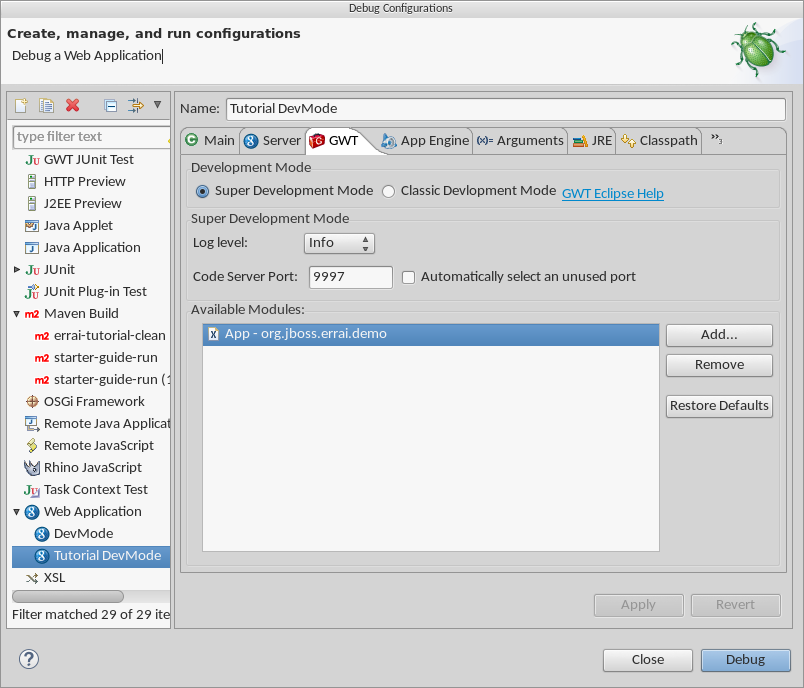 Debug Configurations
Create, manage, and run configurations
Debug a Web Application
type filter text
GWT JUnit Test
HTTP Preview
J2EE Preview
Java Applet
Java Application
JUnit
JUnit Plug-in Test
Maven Build
errai-tutorial-clean
starter-guide-run
starter-guide-run (1
OSGi Framework
Remote Java Applicat
Remote JavaScript
Rhino JavaScript
Task Context Test
Web Application
DevMode
Tutorial DevMode
XSL
Filter matched 29 of 29 ite
Name: Tutorial DevMode
Main Server GWT App Engine (x)= Arguments JRE Classpath »3
Development Mode
Super Development Mode Classic Devlopment Mode GWT Eclipse Help
Super Development Mode
Log level: Info
Code Server Port: 9997 Automatically select an unused port
Available Modules:
App - org.jboss.errai.demo
Add...
Remove
Restore Defaults
Apply Revert
Close Debug